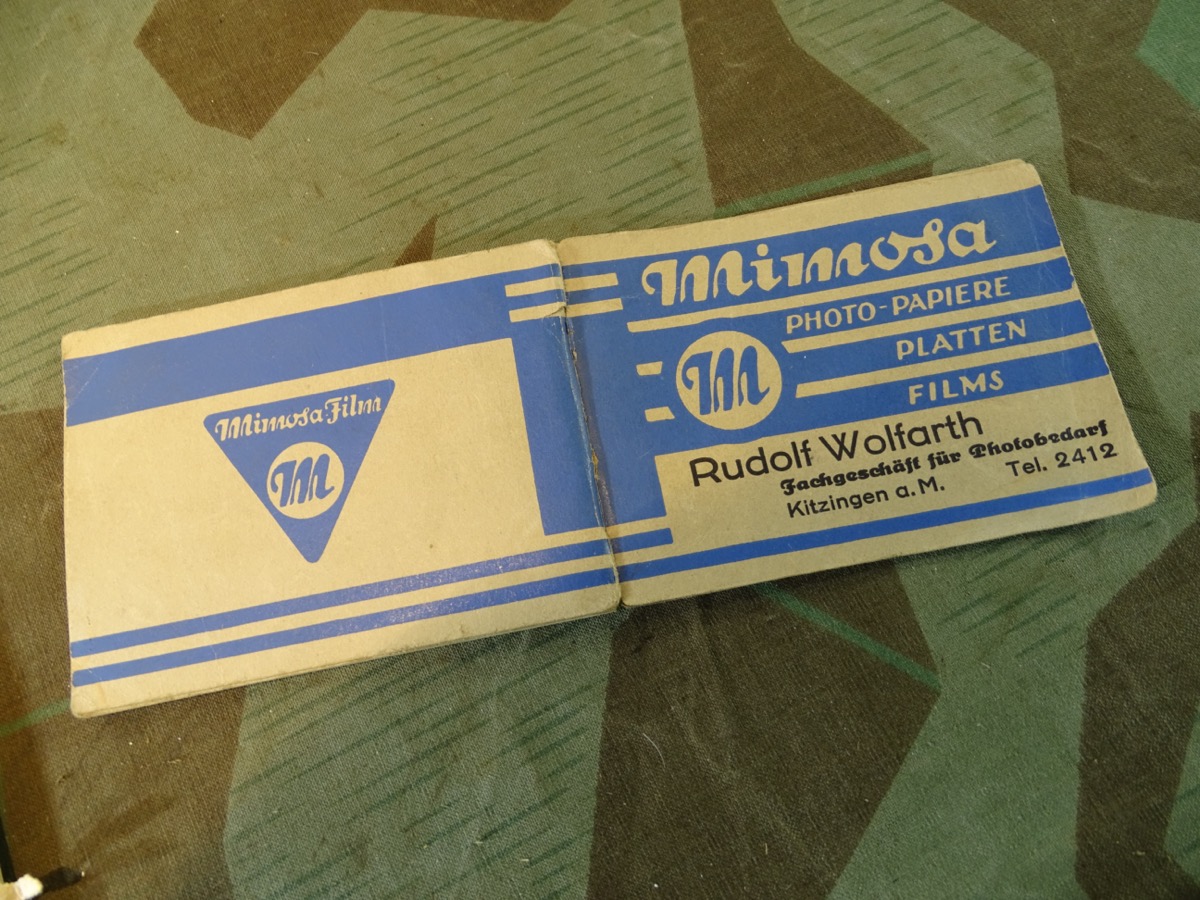 Mimosa Film
M
Mimosa
PHOTO-PAPIERE
M
PLATTEN
FILMS
Rudolf Wolfarth
Fachgeschäft für Photobedarf
Kitzingen a. M. Tel. 2412